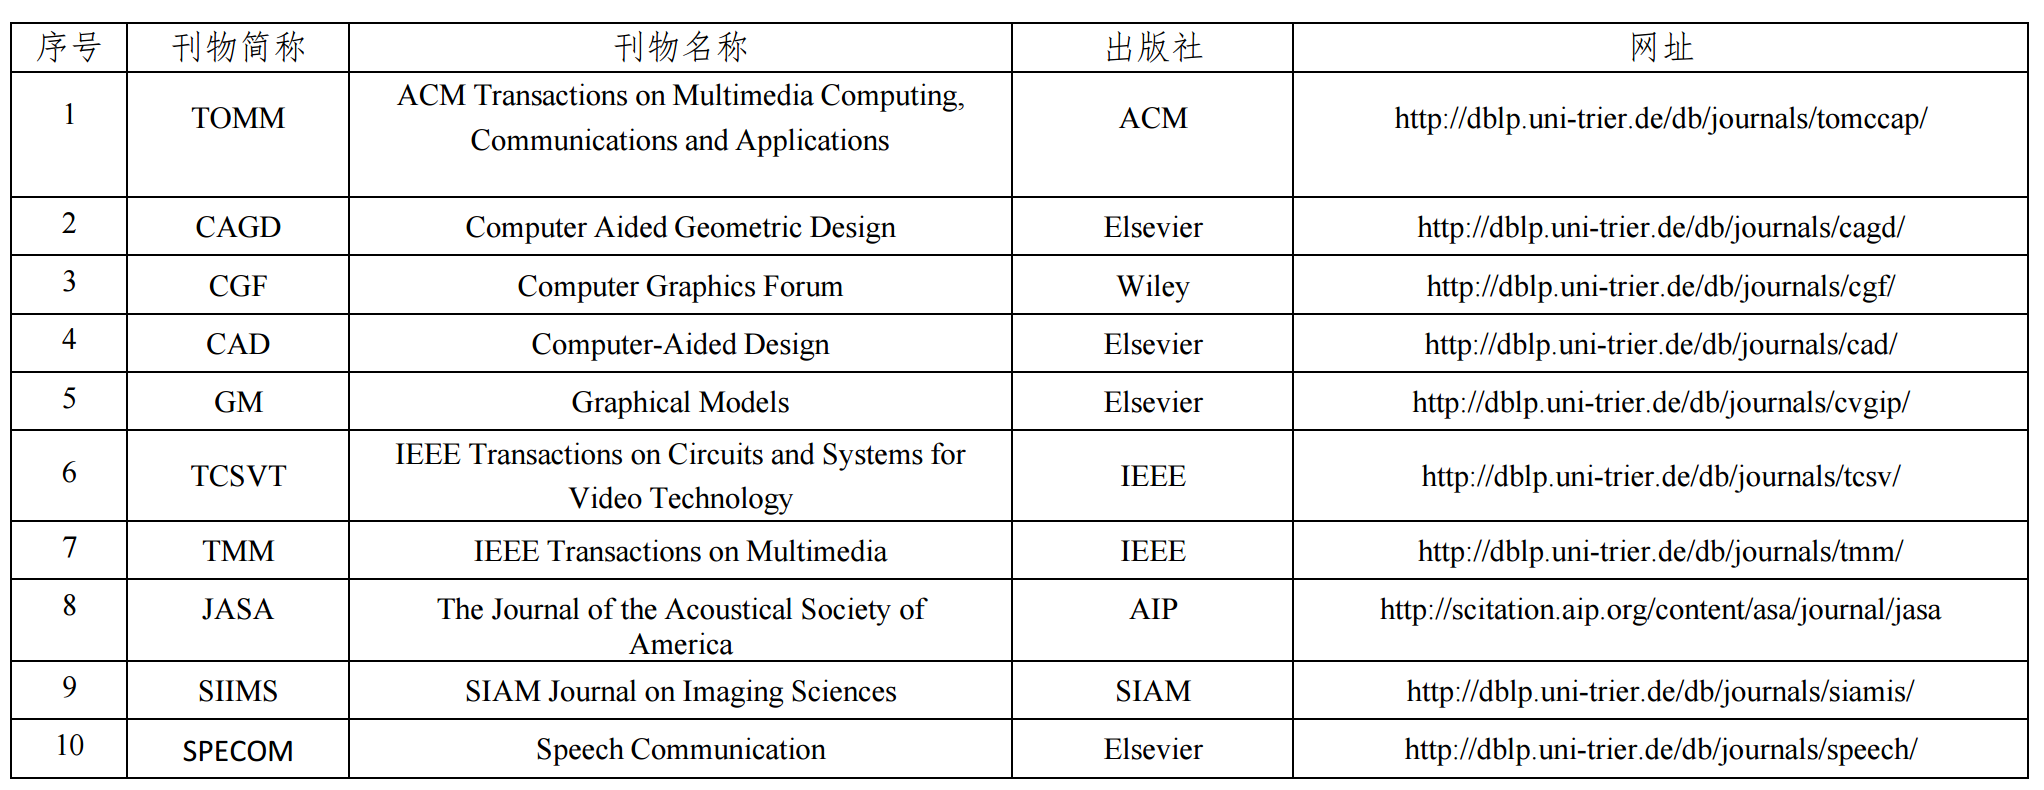 序号 刊物简称 刊物名称 出版社 网址
1 TOMM ACM Transactions on Multimedia Computing,
Communications and Applications ACM http://dblp.uni-trier.de/db/journals/tomccap/
2 CAGD Computer Aided Geometric Design Elsevier http://dblp.uni-trier.de/db/journals/cagd/
3 CGF Computer Graphics Forum Wiley http://dblp.uni-trier.de/db/journals/cgf/
4 CAD Computer-Aided Design Elsevier http://dblp.uni-trier.de/db/journals/cad/
5 GM Graphical Models Elsevier http://dblp.uni-trier.de/db/journals/cvgip/
6 TCSVT IEEE Transactions on Circuits and Systems for
Video Technology IEEE http://dblp.uni-trier.de/db/journals/tcsv/
7 TMM IEEE Transactions on Multimedia IEEE http://dblp.uni-trier.de/db/journals/tmm/
8 JASA The Journal of the Acoustical Society of
America AIP http://scitation.aip.org/content/asa/journal/jasa
9 SIIMS SIAM Journal on Imaging Sciences SIAM http://dblp.uni-trier.de/db/journals/siamis/
10 SPECOM Speech Communication Elsevier http://dblp.uni-trier.de/db/journals/speech/